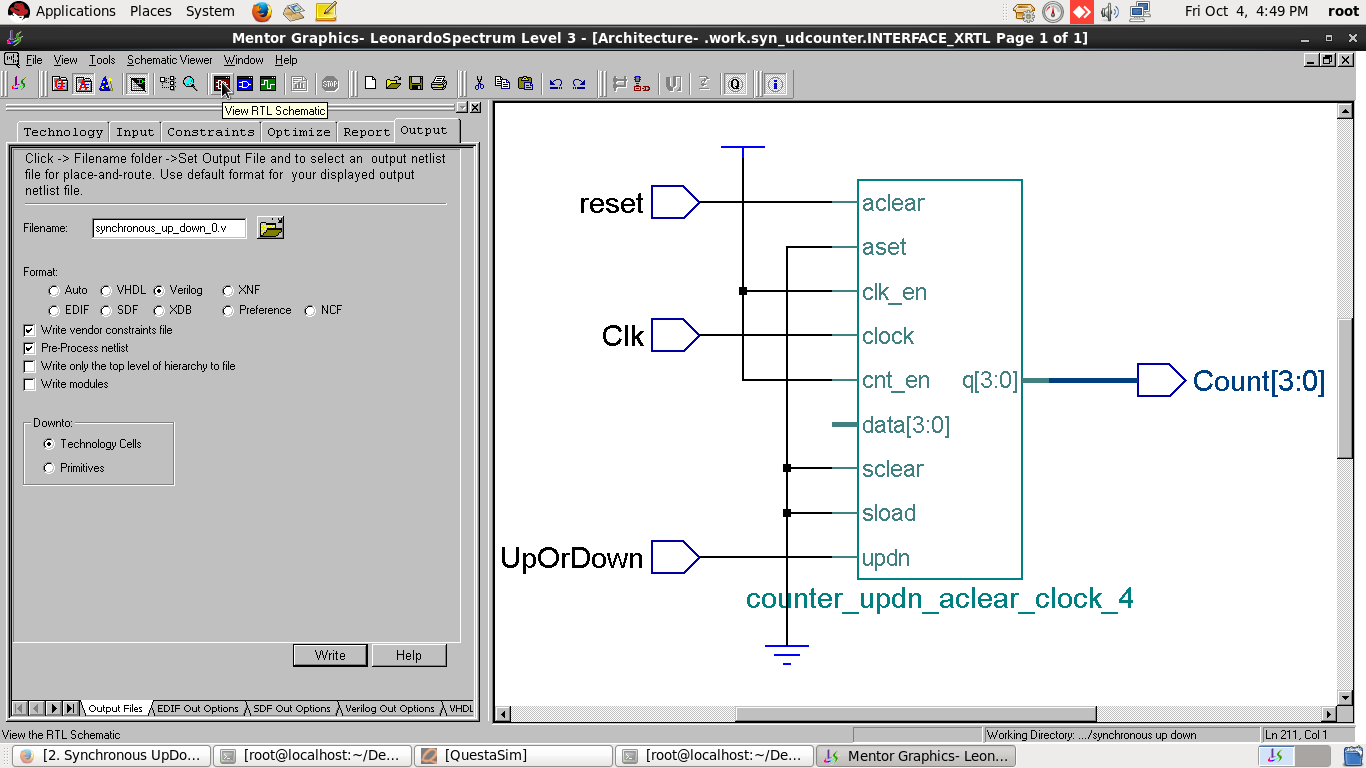 Applications Places System
Fri Oct 4, 4:49 PM root
Mentor Graphics- LeonardoSpectrum Level 3 - [Architecture- .work.syn_udcounter.INTERFACE_XRTL Page 1 of 1]
File View Tools Schematic Viewer Window Help
STOP Q i
View RTL Schematic
Technology Input Constraints Optimize Report Output
Click -> Filename folder ->Set Output File and to select an output netlist
file for place-and-route. Use default format for your displayed output
netlist file.
Filename: synchronous_up_down_0.v
Format:
Auto VHDL Verilog XNF
EDIF SDF XDB Preference NCF
Write vendor constraints file
Pre-Process netlist
Write only the top level of hierarchy to file
Write modules
Downto:
Technology Cells
Primitives
Write Help
Output Files EDIF Out Options SDF Out Options Verilog Out Options VHDL
reset
Clk
UpOrDown
aclear
aset
clk_en
clock
cnt_en q[3:0]
data[3:0]
sclear
sload
updn
Count[3:0]
counter_updn_aclear_clock_4
View the RTL Schematic
Working Directory: .../synchronous up down
Ln 211, Col 1
[2. Synchronous UpDo...
[root@localhost:~/De...
[QuestaSim]
[root@localhost:~/De...
Mentor Graphics- Leon...